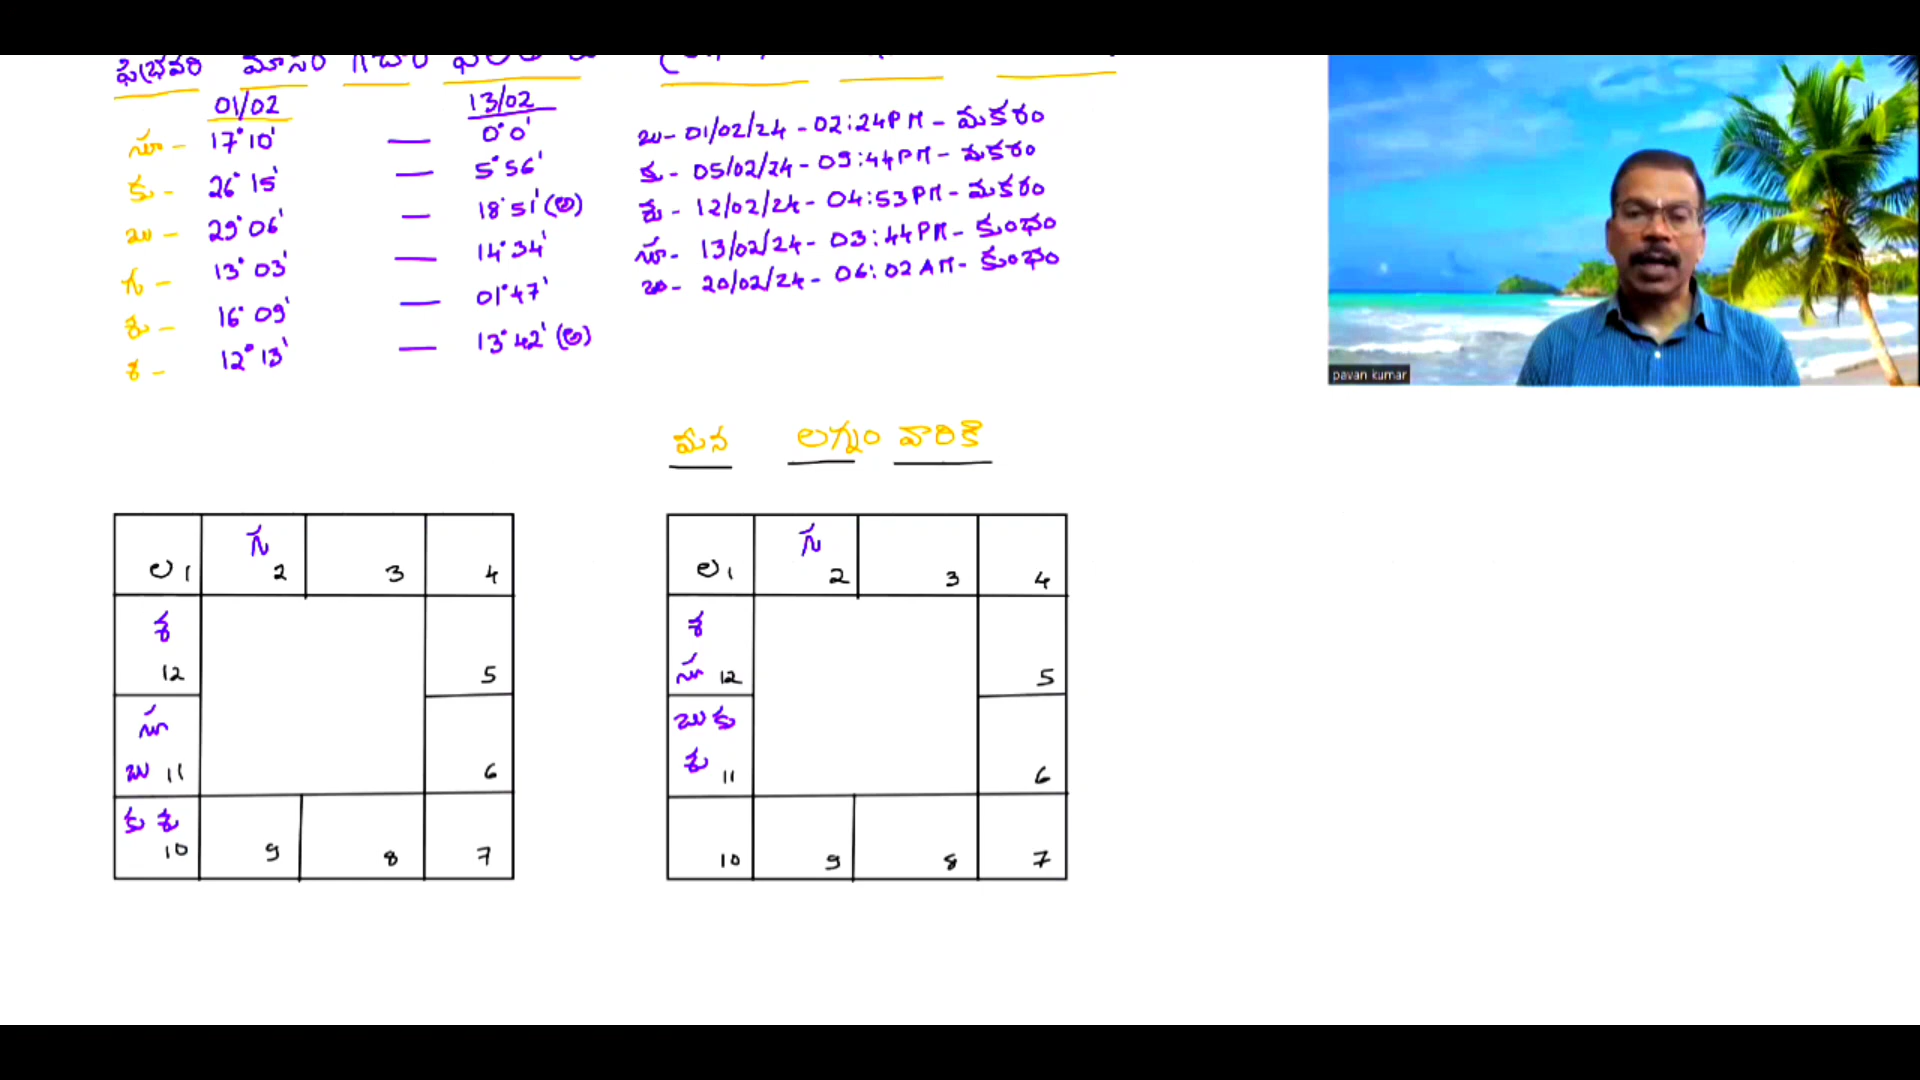 ఫిబ్రవరి మాసం గోచార
01/02 13/02
సూ - 17° 10' — 0° 0'
కు - 26° 15' — 5° 56'
బు - 29° 06' — 18° 51' (అ)
గు - 13° 03' — 14° 34'
శు - 16° 09' — 01° 47'
శ - 12° 13' — 13° 42' (అ)
బు - 01/02/24 - 02:24PM - మకరం
కు - 05/02/24 - 09:44PM - మకరం
శు - 12/02/24 - 04:53PM - మకరం
సూ - 13/02/24 - 03:44PM - కుంభం
బు - 20/02/24 - 06:02AM - కుంభం
pavan kumar
మీన లగ్నం వారికి
ల 1 గు 2 3 4
శ 12 5
సూ బు 11 6
కు శు 10 9 8 7
ల 1 గు 2 3 4
శ
సూ 12 5
బు కు
శు 11 6
10 9 8 7